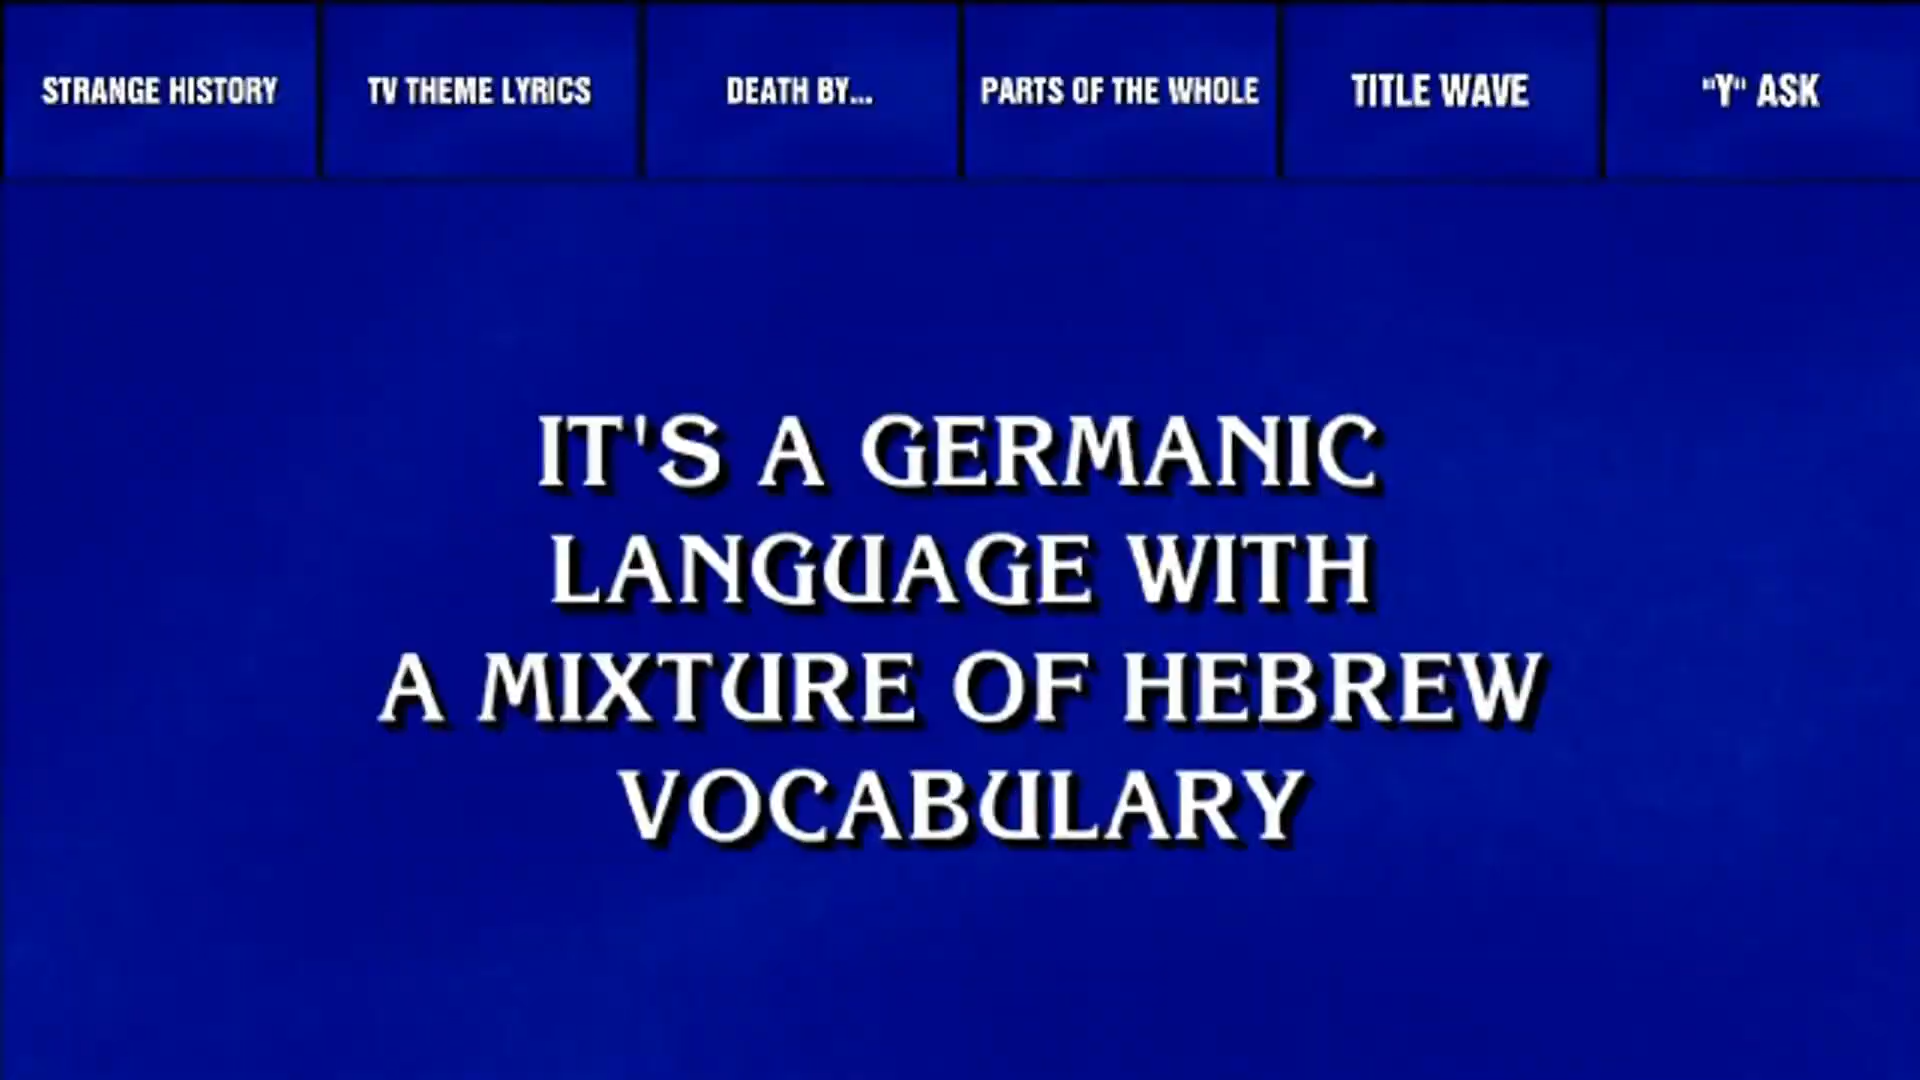 STRANGE HISTORY
TV THEME LYRICS
DEATH BY...
PARTS OF THE WHOLE
TITLE WAVE
"Y" ASK
IT'S A GERMANIC
LANGUAGE WITH
A MIXTURE OF HEBREW
VOCABULARY